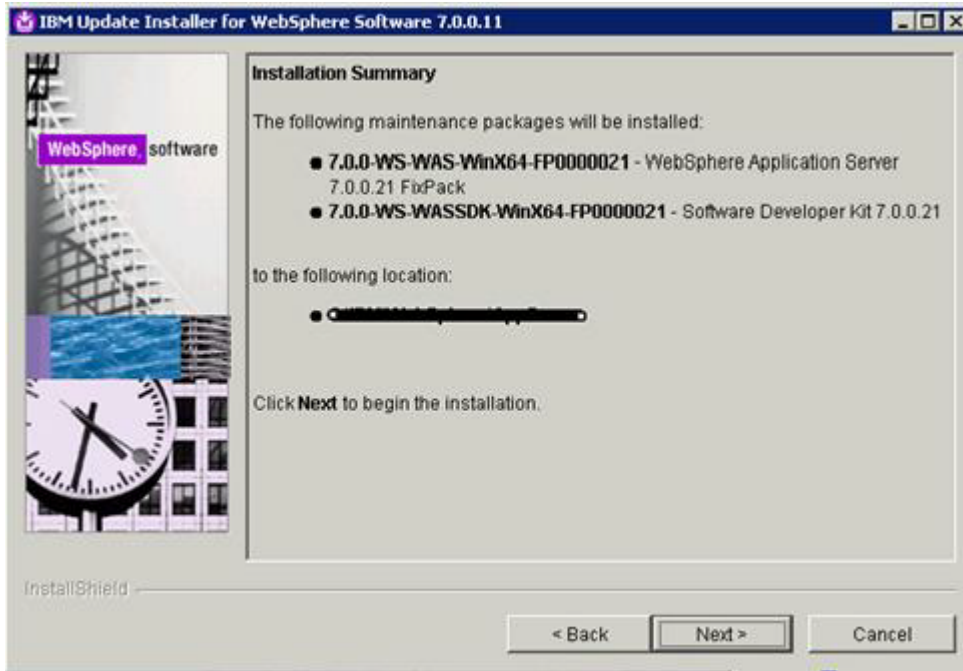 IBM Update Installer for WebSphere Software 7.0.0.11
Installation Summary
The following maintenance packages will be installed:
WebSphere software
7.0.0-WS-WAS-WinX64-FP0000021 - WebSphere Application Server
7.0.0.21 FixPack
7.0.0-WS-WASSDK-WinX64-FP0000021 - Software Developer Kit 7.0.0.21
to the following location:
Click Next to begin the installation.
InstallShield
< Back
Next >
Cancel